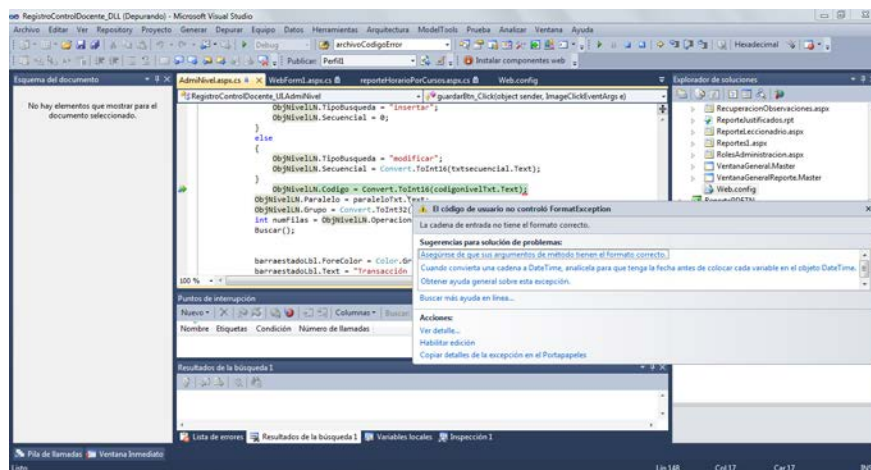 RegistroControlDocente_DLL (Depurando) - Microsoft Visual Studio
Archivo Editar Ver Repository Proyecto Generar Depurar Equipo Datos Herramientas Arquitectura ModelTools Prueba Analizar Ventana Ayuda
Debug archivoCodigoError Hexadecimal
Publicar: Perfil1 Instalar componentes web
Esquema del documento
No hay elementos que mostrar para el
documento seleccionado.
AdmiNivel.aspx.cs WebForm1.aspx.cs reporteHorarioPorCursos.aspx.cs Web.config
RegistroControlDocente_ULAdmiNivel guardarBtn_Click(object sender, ImageClickEventArgs e)
ObjNivelLN.TipoBusqueda = "insertar";
ObjNivelLN.Secuencial = 0;
}
else
{
ObjNivelLN.TipoBusqueda = "modificar";
ObjNivelLN.Secuencial = Convert.ToInt16(txtsecuencial.Text);
}
ObjNivelLN.Codigo = Convert.ToInt16(codigonivelTxt.Text);
ObjNivelLN.Paralelo = paraleloTxt.Text;
ObjNivelLN.Grupo = Convert.ToInt32(
int numFilas = ObjNivelLN.Operacion
Buscar();
barraestadoLbl.ForeColor = Color.Gr
barraestadoLbl.Text = "Transacción
100 %
Explorador de soluciones
RecuperacionObservaciones.aspx
ReporteJustificados.rpt
ReporteLeccionadrio.aspx
Reportes1.aspx
RolesAdministracion.aspx
VentanaGeneral.Master
VentanaGeneralReporte.Master
Web.config
El código de usuario no controló FormatException
La cadena de entrada no tiene el formato correcto.
Sugerencias para solución de problemas:
Asegúrese de que sus argumentos de método tienen el formato correcto.
Cuando convierta una cadena a DateTime, analícela para que tenga la fecha antes de colocar cada variable en el objeto DateTime.
Obtener ayuda general sobre esta excepción.
Buscar más ayuda en línea...
Acciones:
Ver detalle...
Habilitar edición
Copiar detalles de la excepción en el Portapapeles
Puntos de interrupción
Nuevo Columnas Buscar:
Nombre Etiquetas Condición Número de llamadas
Resultados de la búsqueda 1
Lista de errores Resultados de la búsqueda 1 Variables locales Inspección 1
Pila de llamadas Ventana Inmediato
Listo Lín 148 Col 17 Car 17 INS